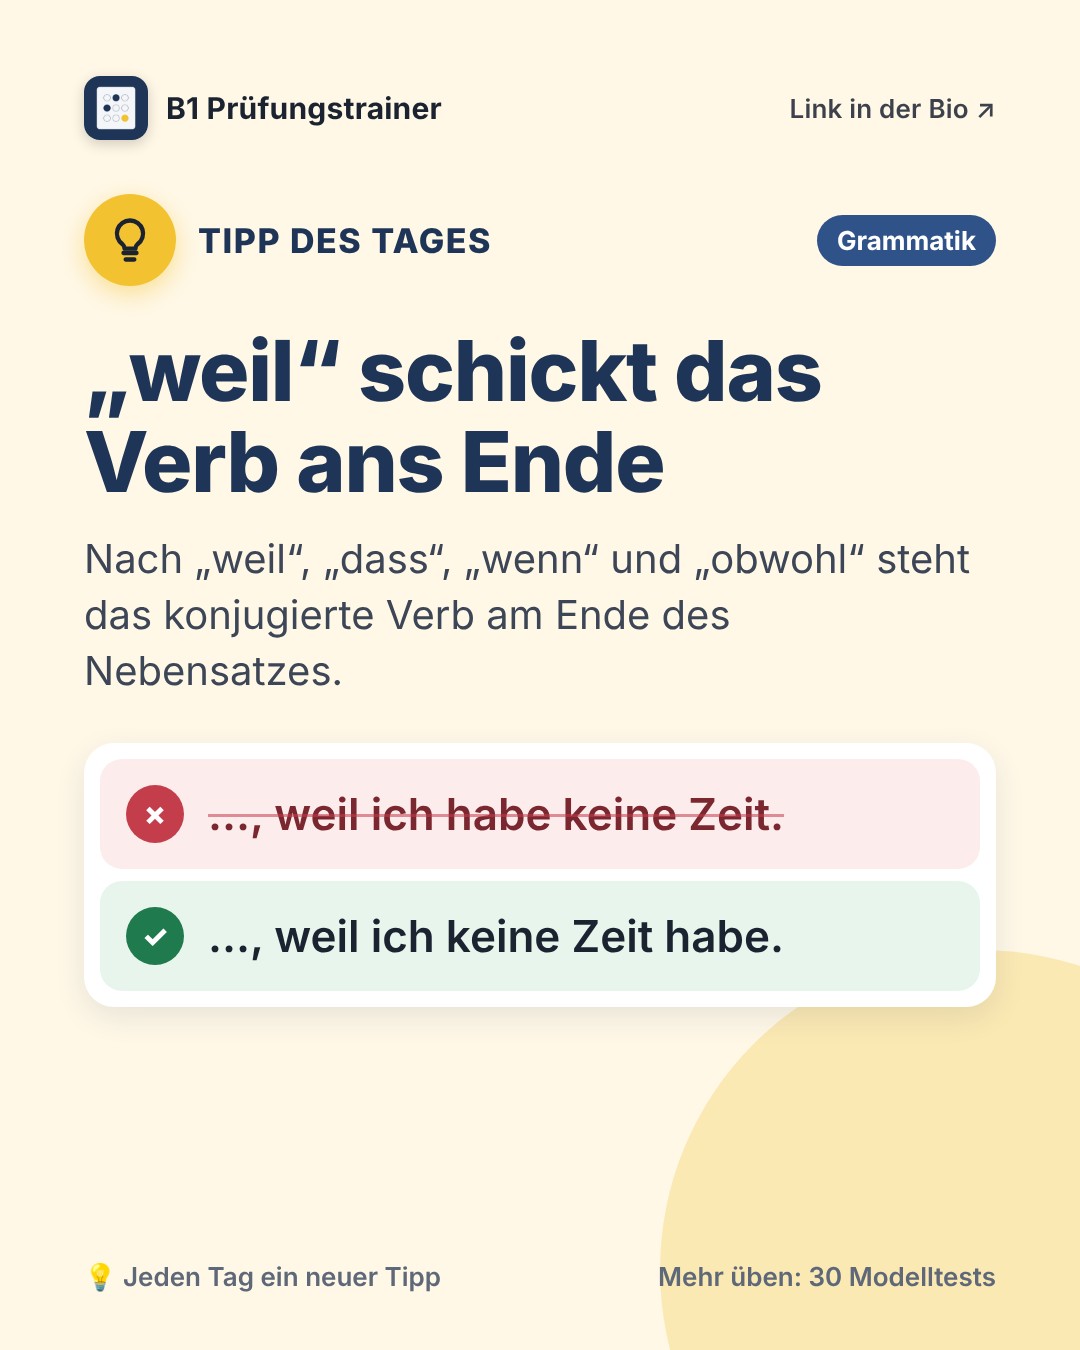 B1 Prüfungstrainer
Link in der Bio ↗
TIPP DES TAGES
Grammatik
„weil“ schickt das
Verb ans Ende
Nach „weil“, „dass“, „wenn“ und „obwohl“ steht
das konjugierte Verb am Ende des
Nebensatzes.
…, weil ich habe keine Zeit.
…, weil ich keine Zeit habe.
💡 Jeden Tag ein neuer Tipp
Mehr üben: 30 Modelltests